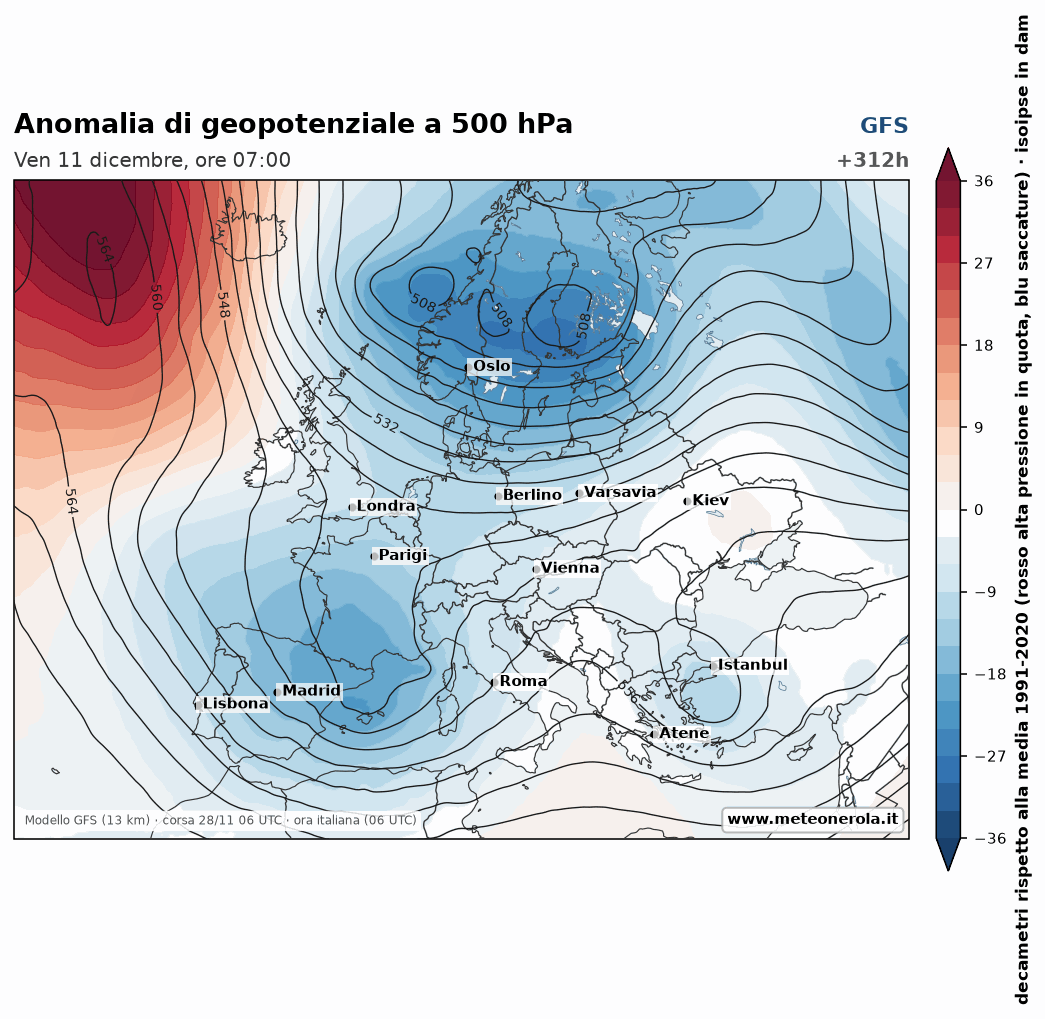 Anomalia di geopotenziale a 500 hPa
GFS
Ven 11 dicembre, ore 07:00
+312h
564
560
548
508
508
508
Oslo
532
564
Londra
Berlino
Varsavia
Kiev
Parigi
Vienna
Istanbul
Roma
Madrid
Lisbona
Atene
Modello GFS (13 km) · corsa 28/11 06 UTC · ora italiana (06 UTC)
www.meteonerola.it
36
27
18
9
0
−9
−18
−27
−36
decametri rispetto alla media 1991-2020 (rosso alta pressione in quota, blu saccature) · isoipse in dam